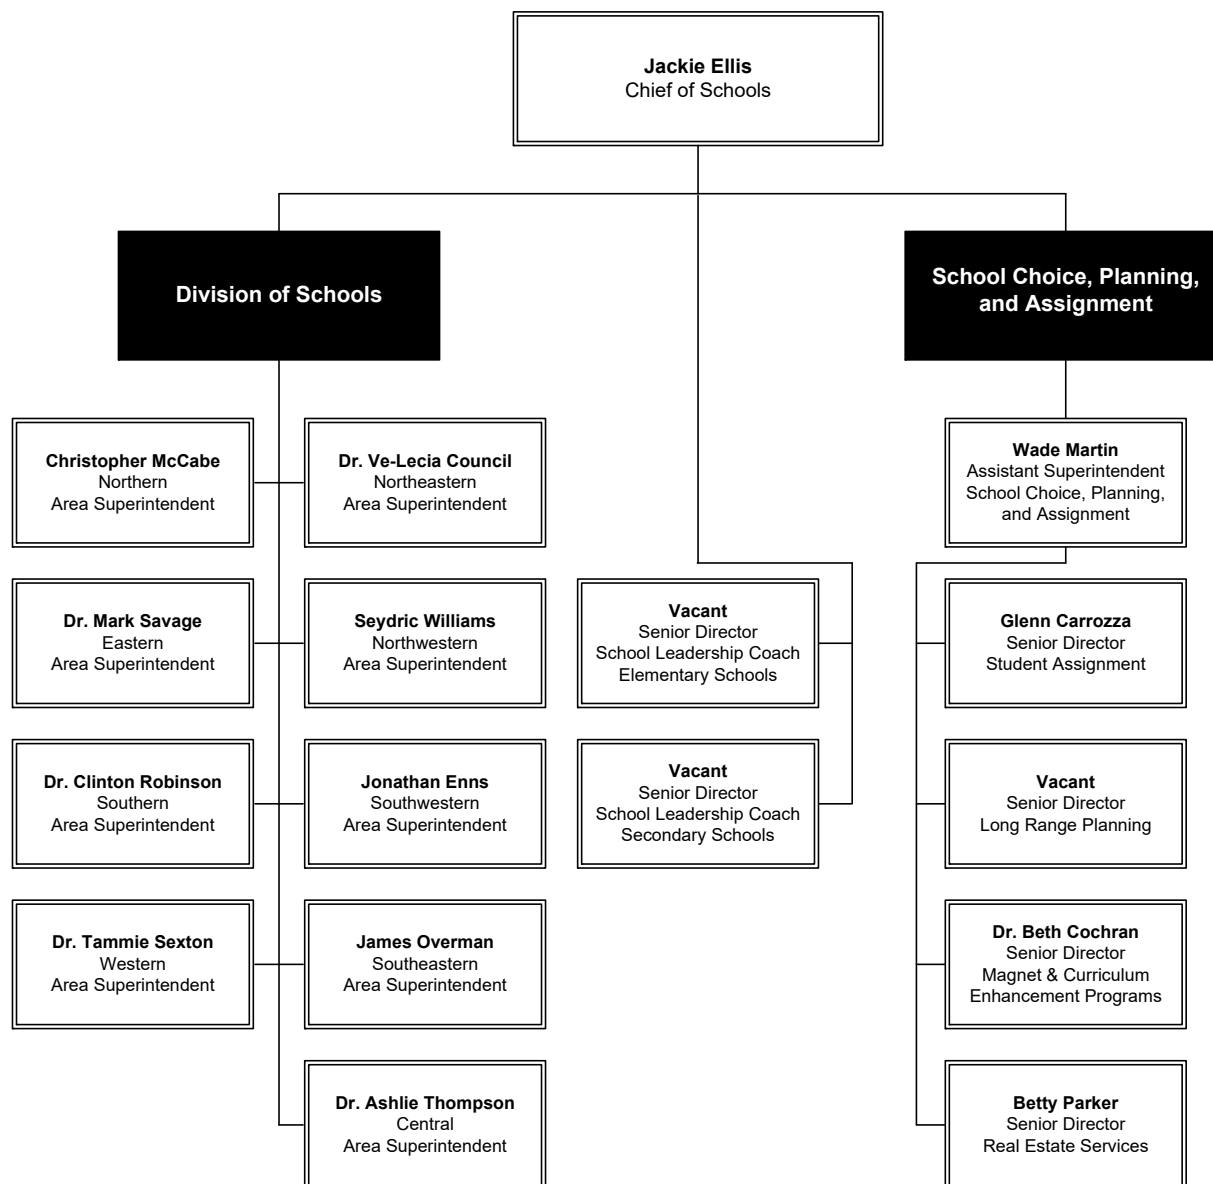 Jackie Ellis
Chief of Schools
Division of Schools
School Choice, Planning,
and Assignment
Christopher McCabe
Northern
Area Superintendent
Dr. Ve-Lecia Council
Northeastern
Area Superintendent
Wade Martin
Assistant Superintendent
School Choice, Planning,
and Assignment
Dr. Mark Savage
Eastern
Area Superintendent
Seydric Williams
Northwestern
Area Superintendent
Vacant
Senior Director
School Leadership Coach
Elementary Schools
Glenn Carrozza
Senior Director
Student Assignment
Dr. Clinton Robinson
Southern
Area Superintendent
Jonathan Enns
Southwestern
Area Superintendent
Vacant
Senior Director
School Leadership Coach
Secondary Schools
Vacant
Senior Director
Long Range Planning
Dr. Tammie Sexton
Western
Area Superintendent
James Overman
Southeastern
Area Superintendent
Dr. Beth Cochran
Senior Director
Magnet & Curriculum
Enhancement Programs
Dr. Ashlie Thompson
Central
Area Superintendent
Betty Parker
Senior Director
Real Estate Services